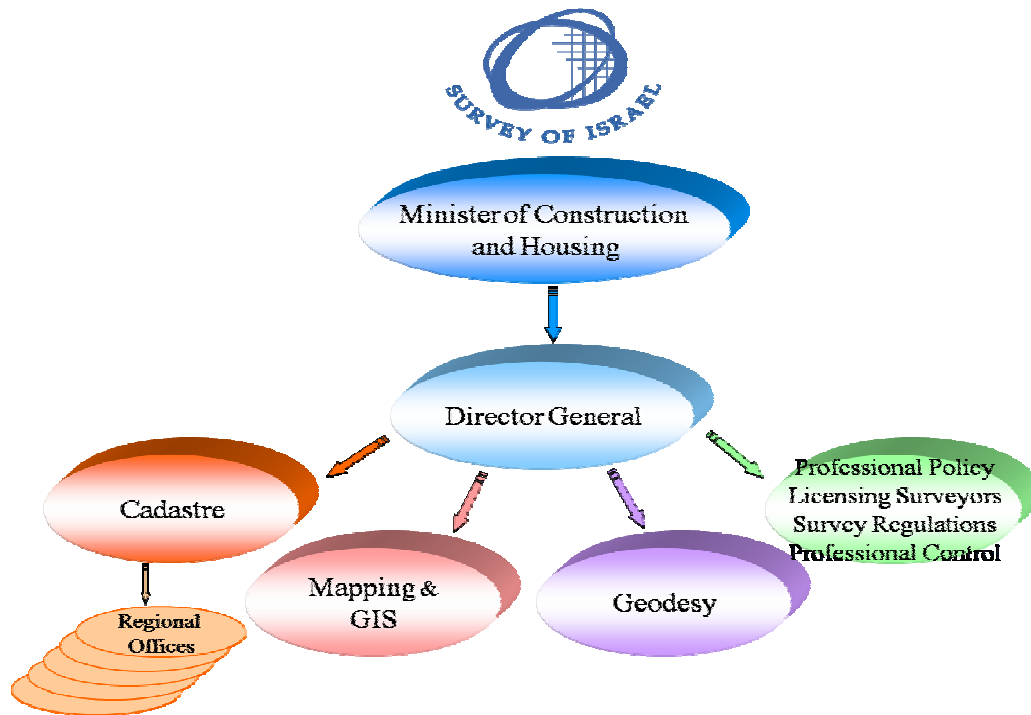 SURVEY OF ISRAEL
Minister of Construction
and Housing
Director General
Cadastre
Regional
Offices
Mapping &
GIS
Geodesy
Professional Policy
Licensing Surveyors
Survey Regulations
Professional Control